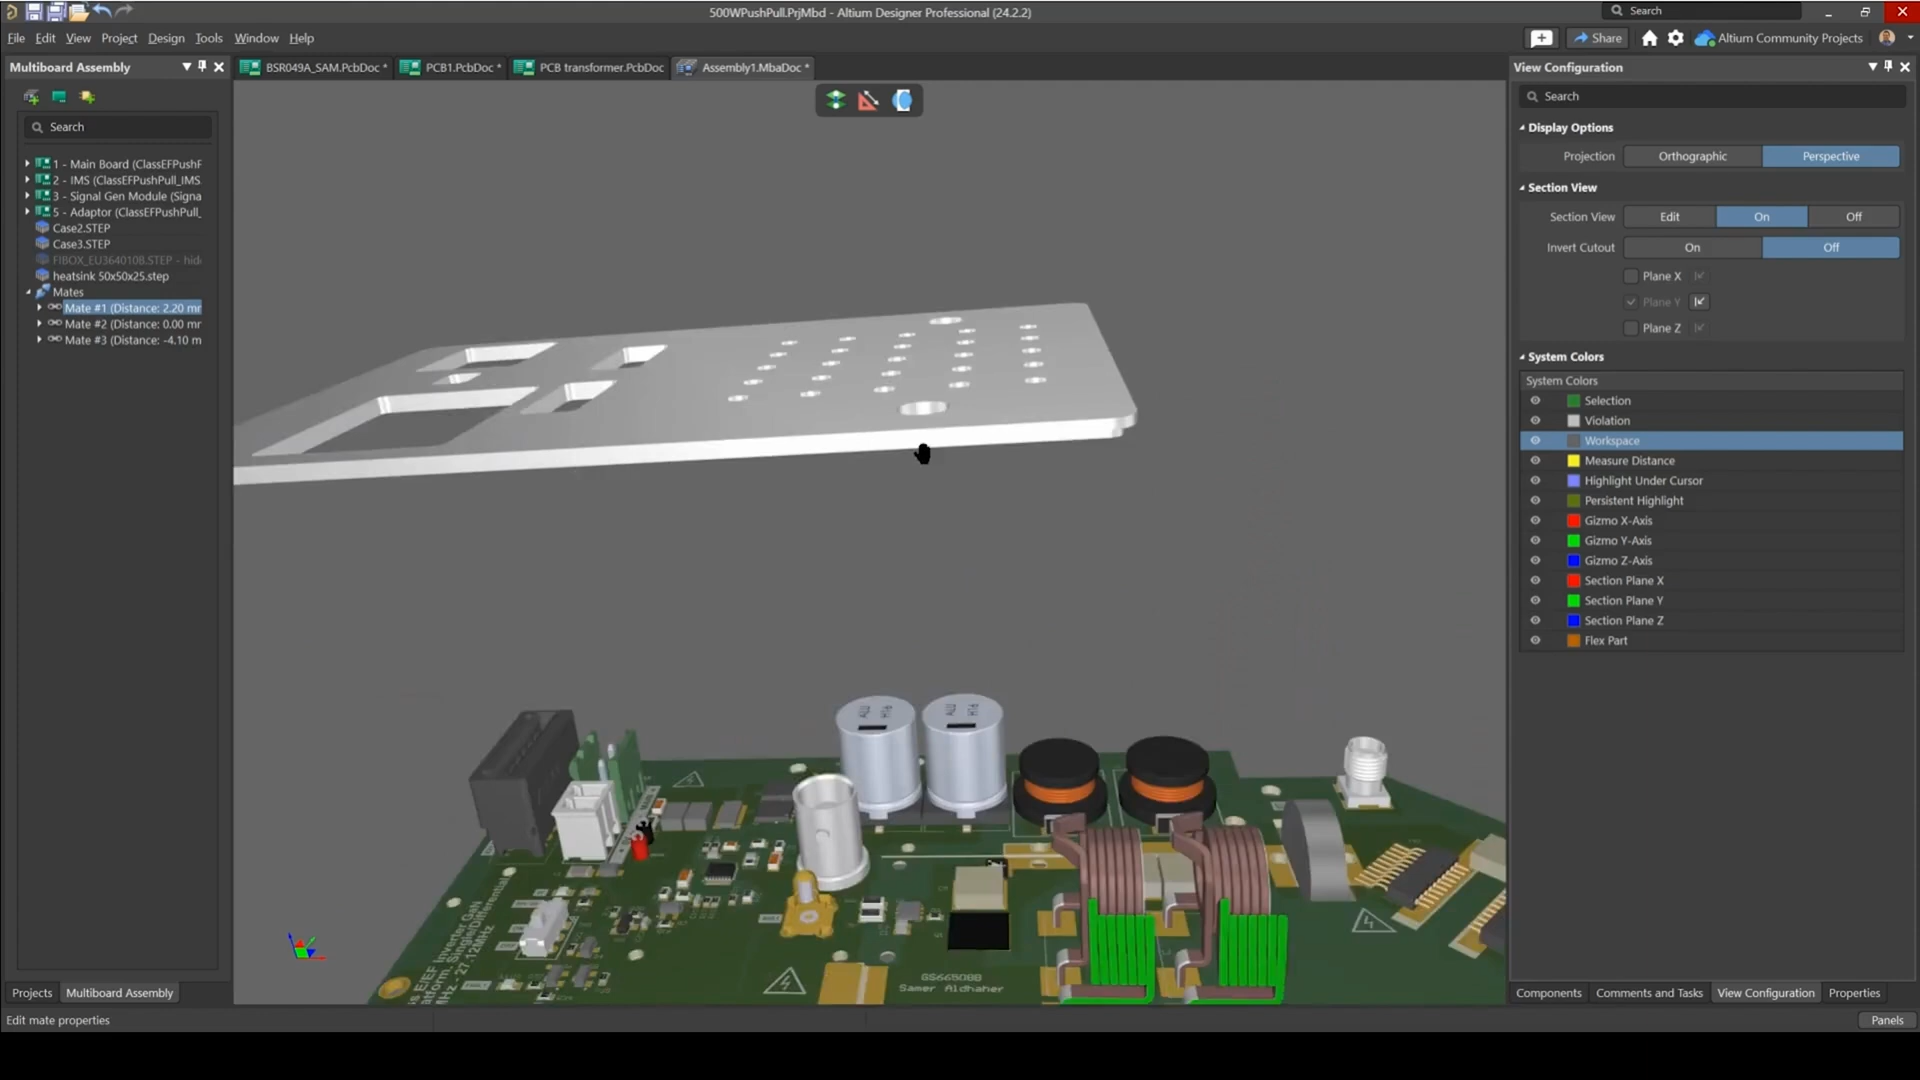 500WPushPull.PrjMbd - Altium Designer Professional (24.2.2)
Search
File Edit View Project Design Tools Window Help
Share
Altium Community Projects
Multiboard Assembly
BSR049A_SAM.PcbDoc *
PCB1.PcbDoc *
PCB transformer.PcbDoc
Assembly1.MbaDoc *
Search
1 - Main Board (ClassEFPushF
2 - IMS (ClassEFPushPull_IMS
3 - Signal Gen Module (Signa
5 - Adaptor (ClassEFPushPull_
Case2.STEP
Case3.STEP
FIBOX_EU3640108.STEP - hid
heatsink 50x50x25.step
Mates
Mate #1 (Distance: 2.20 mr
Mate #2 (Distance: 0.00 mr
Mate #3 (Distance: -4.10 m
Projects
Multiboard Assembly
Edit mate properties
GS66508B
Samer Aldhaher
View Configuration
Search
Display Options
Projection
Orthographic
Perspective
Section View
Section View
Edit
On
Off
Invert Cutout
On
Off
Plane X
Plane Y
Plane Z
System Colors
System Colors
Selection
Violation
Workspace
Measure Distance
Highlight Under Cursor
Persistent Highlight
Gizmo X-Axis
Gizmo Y-Axis
Gizmo Z-Axis
Section Plane X
Section Plane Y
Section Plane Z
Flex Part
Components
Comments and Tasks
View Configuration
Properties
Panels